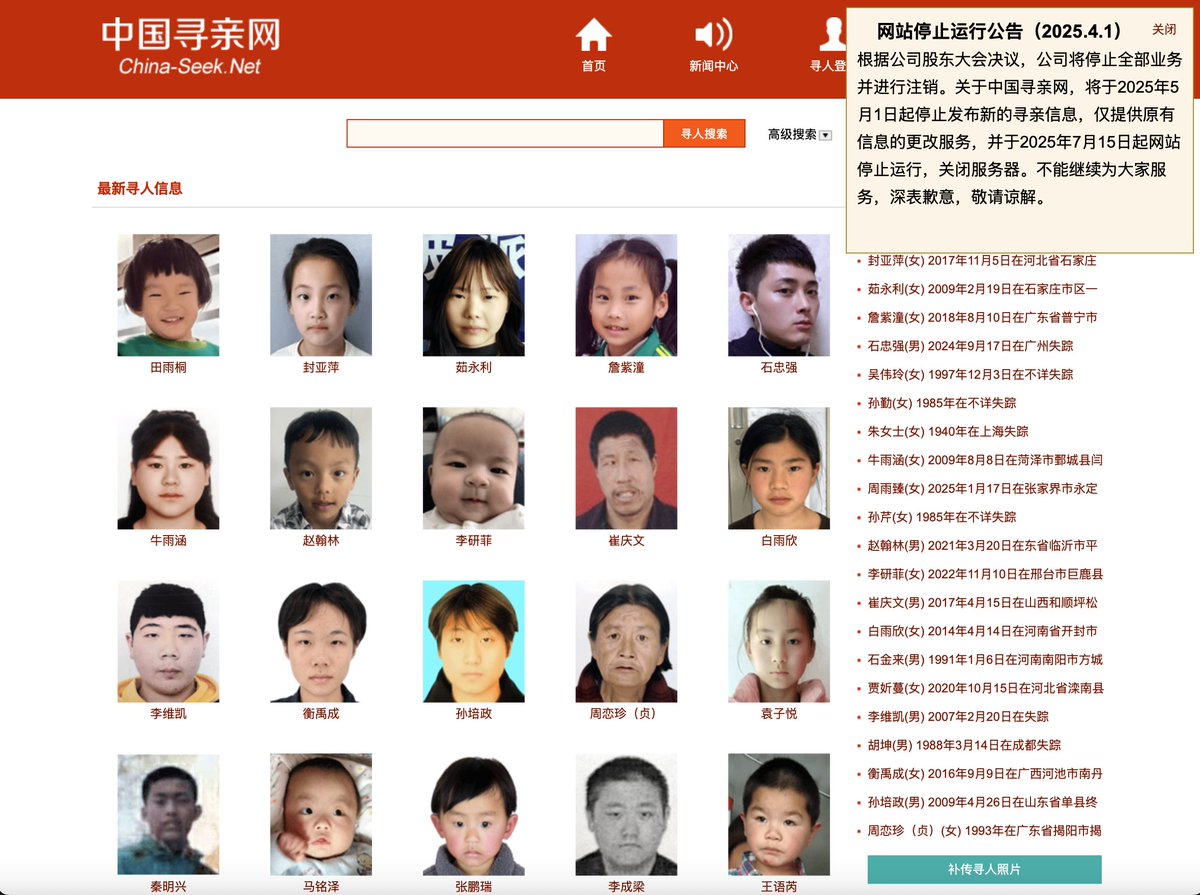 中国寻亲网
China-Seek.Net
首页
新闻中心
寻人登
网站停止运行公告（2025.4.1）
关闭
根据公司股东大会决议，公司将停止全部业务
并进行注销。关于中国寻亲网，将于2025年5
月1日起停止发布新的寻亲信息，仅提供原有
信息的更改服务，并于2025年7月15日起网站
停止运行，关闭服务器。不能继续为大家服
务，深表歉意，敬请谅解。
寻人搜索
高级搜索
最新寻人信息
田雨桐
封亚萍
茹永利
詹紫潼
石忠强
牛雨涵
赵翰林
李研菲
崔庆文
白雨欣
李维凯
衡禹成
孙培政
周恋珍（贞）
袁子悦
秦明兴
马铭泽
张鹏瑞
李成梁
王语芮
封亚萍(女) 2017年11月5日在河北省石家庄
茹永利(女) 2009年2月19日在石家庄市区一
詹紫潼(女) 2018年8月10日在广东省普宁市
石忠强(男) 2024年9月17日在广州失踪
吴伟玲(女) 1997年12月3日在不详失踪
孙勤(女) 1985年在不详失踪
朱女士(女) 1940年在上海失踪
牛雨涵(女) 2009年8月8日在菏泽市鄄城县闫
周雨臻(女) 2025年1月17日在张家界市永定
孙芹(女) 1985年在不详失踪
赵翰林(男) 2021年3月20日在东省临沂市平
李研菲(女) 2022年11月10日在邢台市巨鹿县
崔庆文(男) 2017年4月15日在山西和顺坪松
白雨欣(女) 2014年4月14日在河南省开封市
石金来(男) 1991年1月6日在河南南阳市方城
贾妡蔓(女) 2020年10月15日在河北省滦南县
李维凯(男) 2007年2月20日在失踪
胡坤(男) 1988年3月14日在成都失踪
衡禹成(女) 2016年9月9日在广西河池市南丹
孙培政(男) 2009年4月26日在山东省单县终
周恋珍（贞）(女) 1993年在广东省揭阳市揭
补传寻人照片